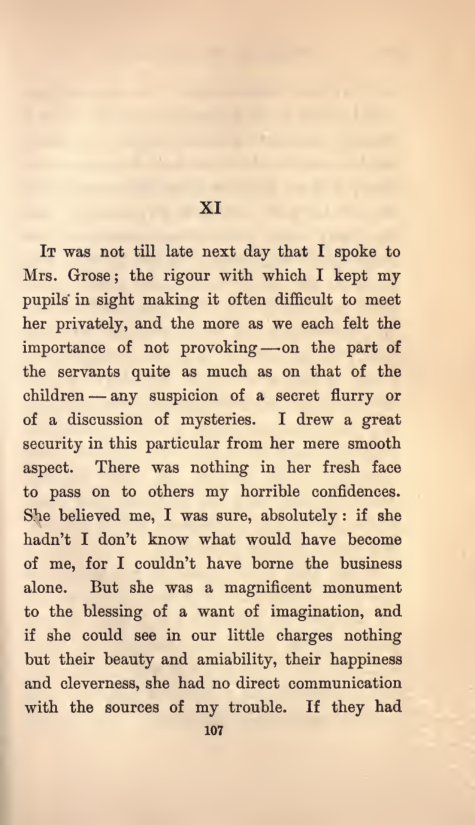 XI
It was not till late next day that I spoke to
Mrs. Grose; the rigour with which I kept my
pupils in sight making it often difficult to meet
her privately, and the more as we each felt the
importance of not provoking—on the part of
the servants quite as much as on that of the
children — any suspicion of a secret flurry or
of a discussion of mysteries. I drew a great
security in this particular from her mere smooth
aspect. There was nothing in her fresh face
to pass on to others my horrible confidences.
She believed me, I was sure, absolutely: if she
hadn't I don't know what would have become
of me, for I couldn't have borne the business
alone. But she was a magnificent monument
to the blessing of a want of imagination, and
if she could see in our little charges nothing
but their beauty and amiability, their happiness
and cleverness, she had no direct communication
with the sources of my trouble. If they had
107